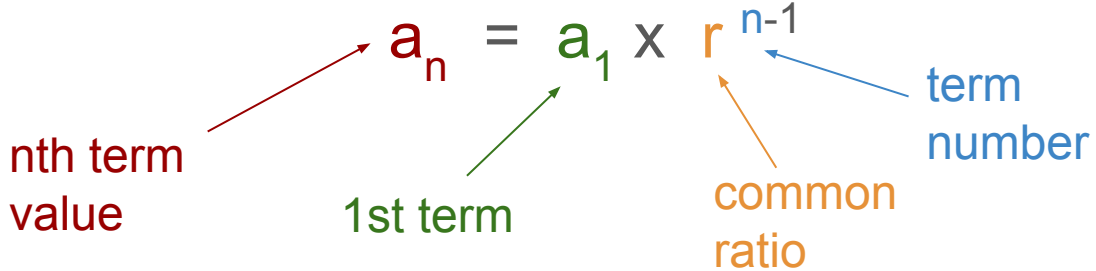 aₙ = a₁ x r ⁿ⁻¹
term
number
nth term
value
1st term
common
ratio